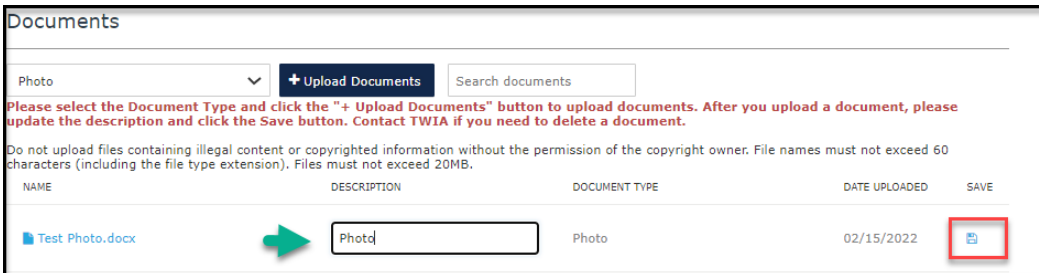 Documents
Photo + Upload Documents Search documents
Please select the Document Type and click the "+ Upload Documents" button to upload documents. After you upload a document, please
update the description and click the Save button. Contact TWIA if you need to delete a document.
Do not upload files containing illegal content or copyrighted information without the permission of the copyright owner. File names must not exceed 60
characters (including the file type extension). Files must not exceed 20MB.
NAME DESCRIPTION DOCUMENT TYPE DATE UPLOADED SAVE
Test Photo.docx Photo Photo 02/15/2022